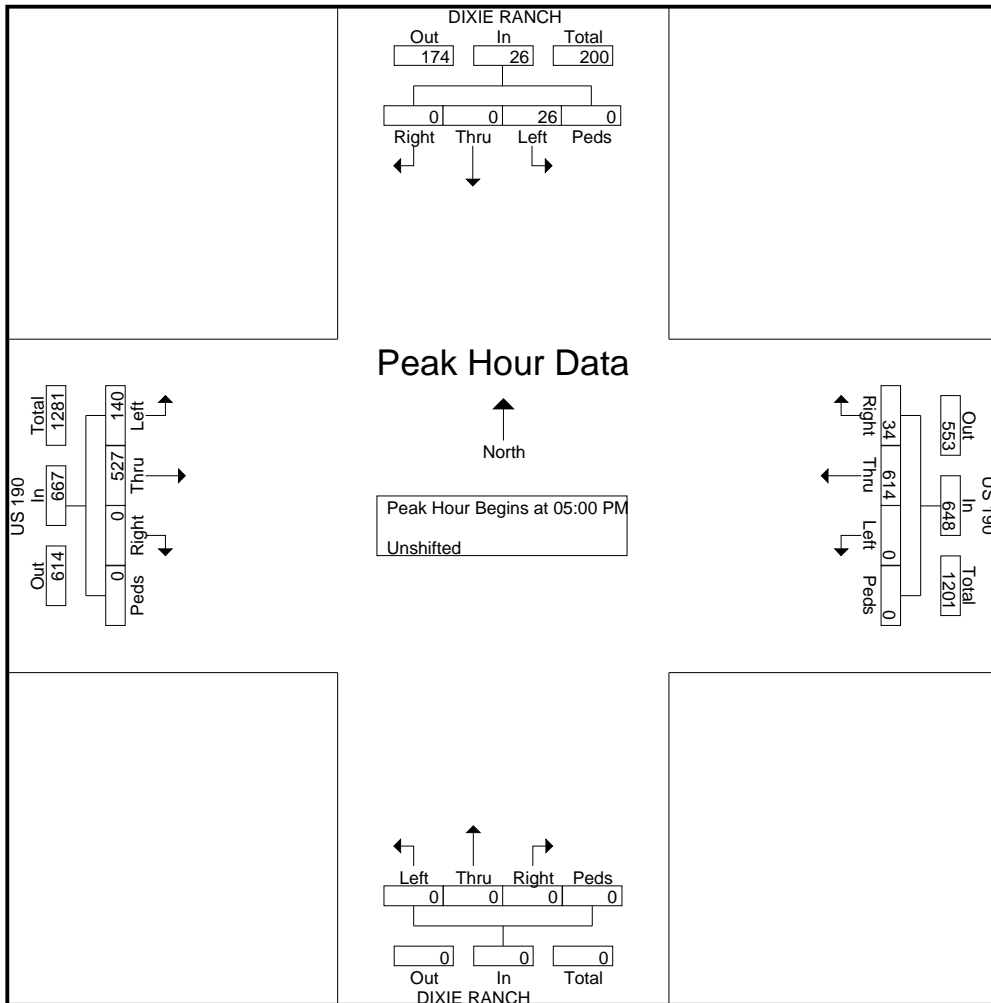 DIXIE RANCH
Out In Total
174 26 200
0 0 26 0
Right Thru Left Peds
Peak Hour Data
North
Peak Hour Begins at 05:00 PM
Unshifted
US 190
Total In Out
1281 667 614
140 527 0 0
Left Thru Right Peds
US 190
Out In Total
553 648 1201
34 614 0 0
Right Thru Left Peds
Left Thru Right Peds
0 0 0 0
0 0 0
Out In Total
DIXIE RANCH